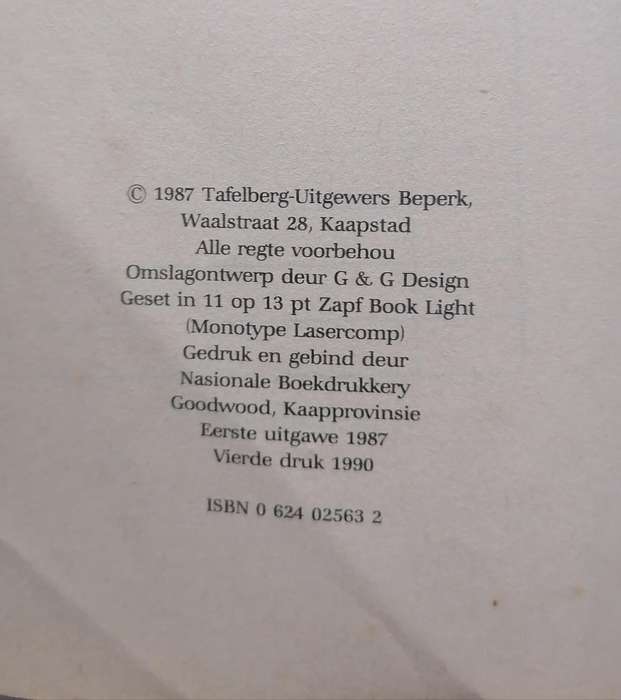 © 1987 Tafelberg-Uitgewers Beperk,
Waalstraat 28, Kaapstad
Alle regte voorbehou
Omslagontwerp deur G & G Design
Geset in 11 op 13 pt Zapf Book Light
(Monotype Lasercomp)
Gedruk en gebind deur
Nasionale Boekdrukkery
Goodwood, Kaapprovinsie
Eerste uitgawe 1987
Vierde druk 1990
ISBN 0 624 02563 2